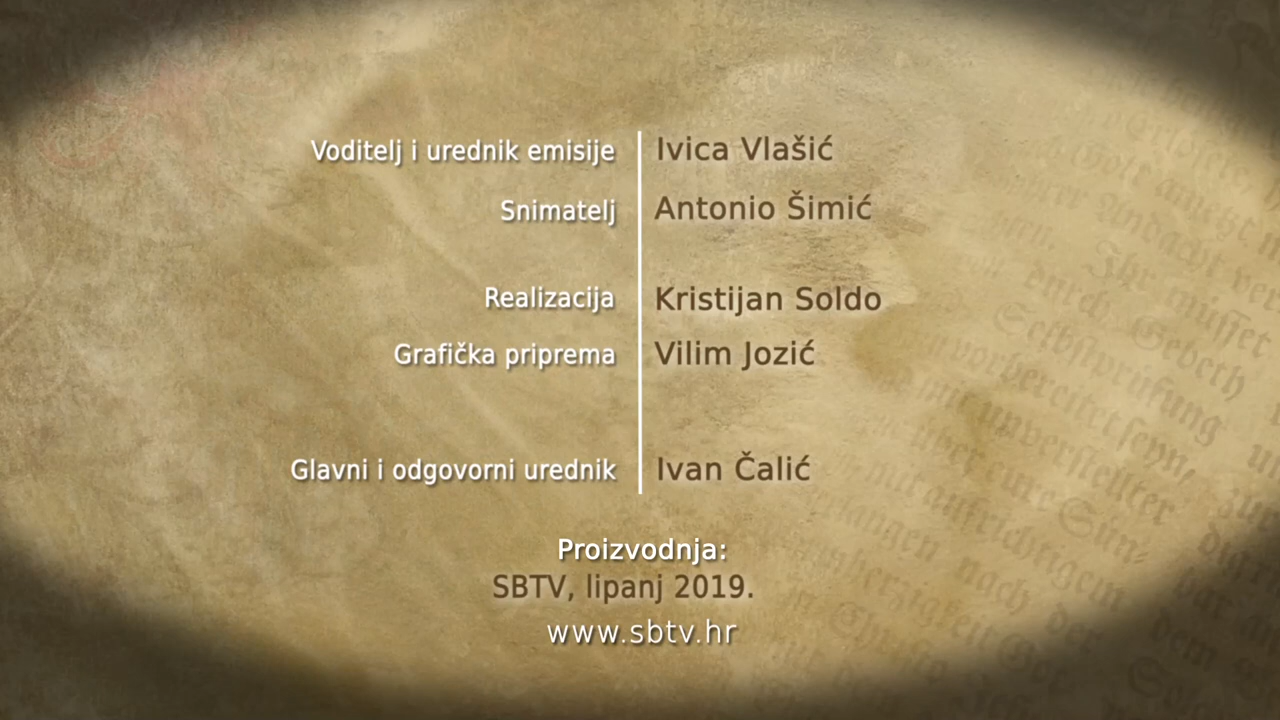 Voditelj i urednik emisije Ivica Vlašić
Snimatelj Antonio Šimić
Realizacija Kristijan Soldo
Grafička priprema Vilim Jozić
Glavni i odgovorni urednik Ivan Čalić
Proizvodnja:
SBTV, lipanj 2019.
www.sbtv.hr